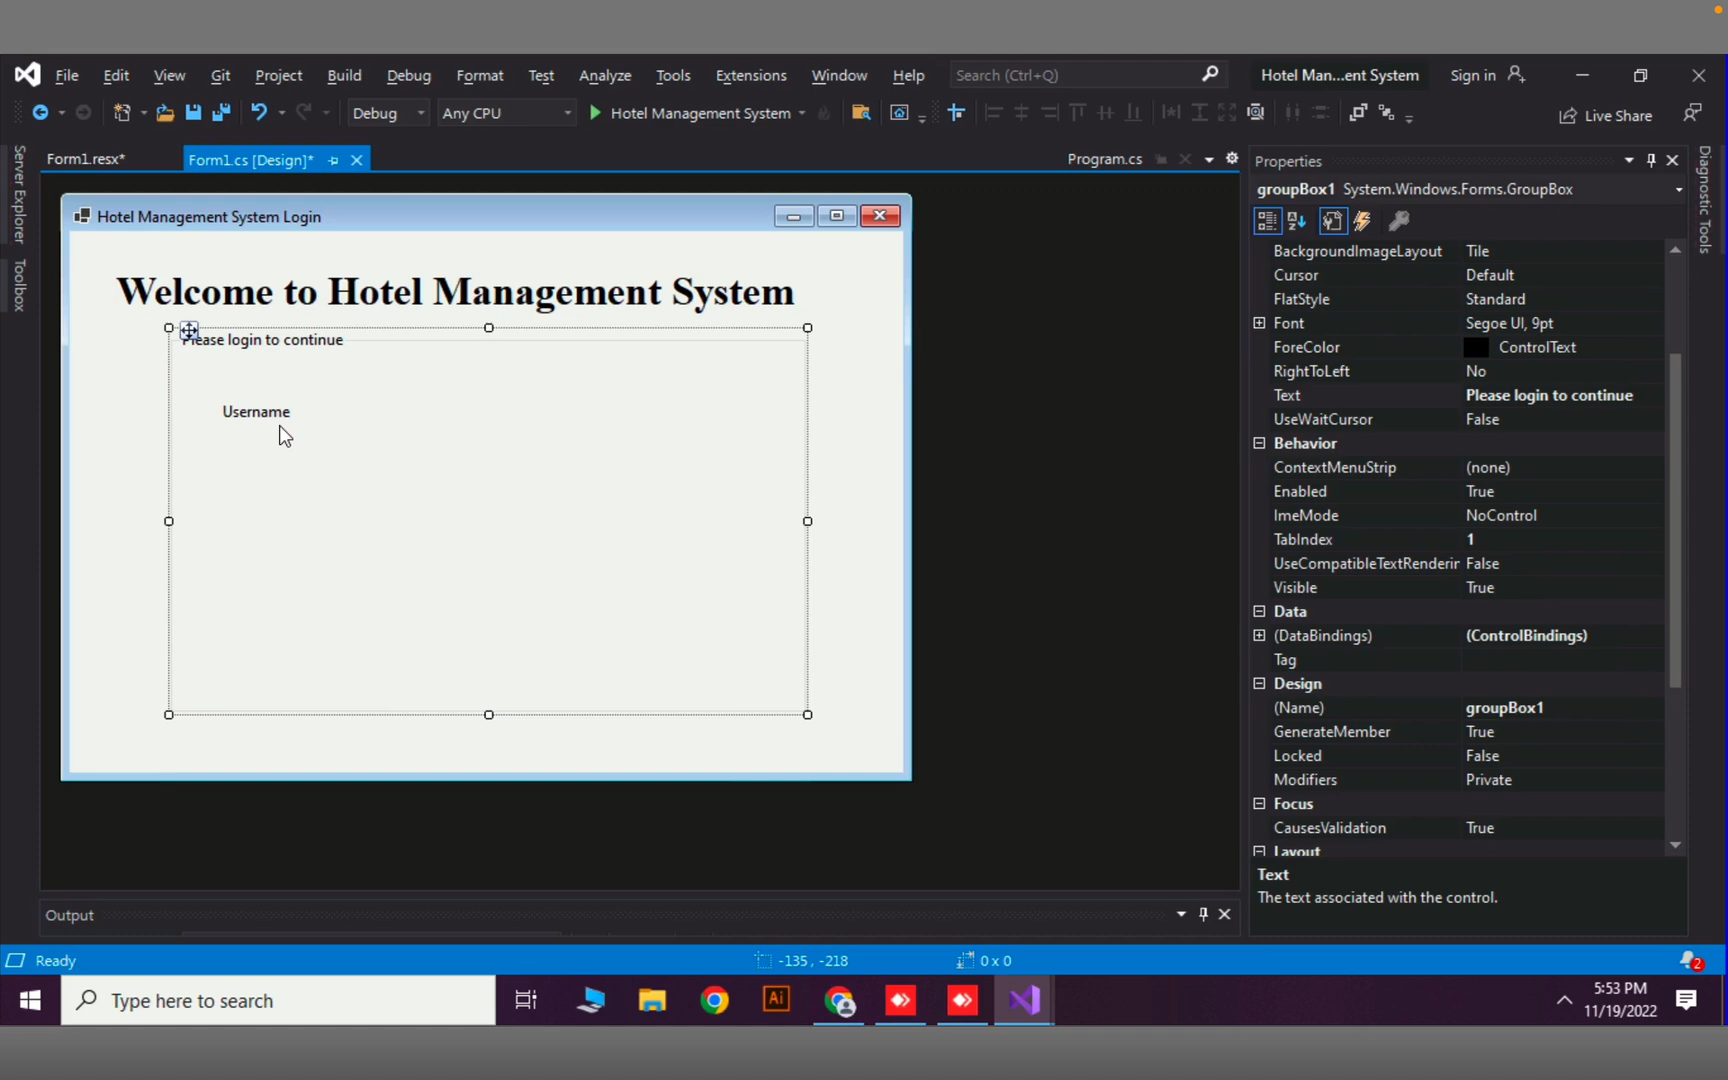 File Edit View Git Project Build Debug Format Test Analyze Tools Extensions Window Help Search (Ctrl+Q) Hotel Man...ent System Sign in
Debug Any CPU Hotel Management System Live Share
Server Explorer
Toolbox
Form1.resx* Form1.cs [Design]* Program.cs
Hotel Management System Login
Welcome to Hotel Management System
Please login to continue
Username
Output
Properties
groupBox1 System.Windows.Forms.GroupBox
BackgroundImageLayout Tile
Cursor Default
FlatStyle Standard
Font Segoe UI, 9pt
ForeColor ControlText
RightToLeft No
Text Please login to continue
UseWaitCursor False
Behavior
ContextMenuStrip (none)
Enabled True
ImeMode NoControl
TabIndex 1
UseCompatibleTextRenderin False
Visible True
Data
(DataBindings) (ControlBindings)
Tag
Design
(Name) groupBox1
GenerateMember True
Locked False
Modifiers Private
Focus
CausesValidation True
Layout
Text
The text associated with the control.
Diagnostic Tools
Ready -135 , -218 0 x 0 2
Type here to search Ai 5:53 PM
11/19/2022